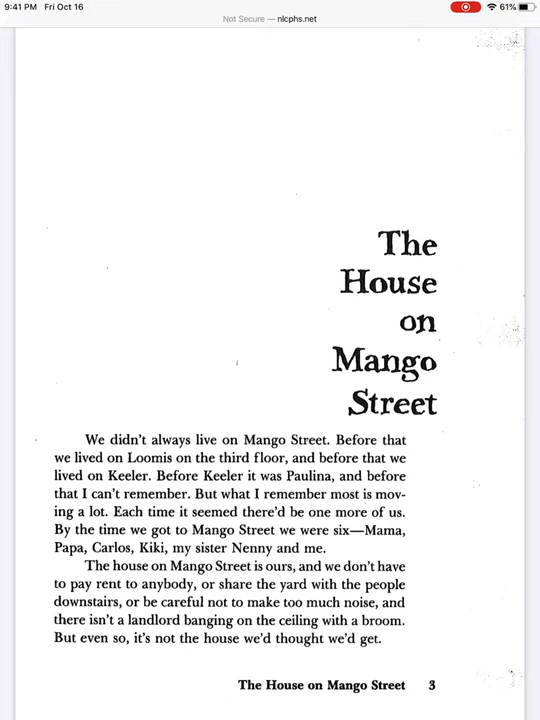 9:41 PM Fri Oct 16
61%
Not Secure — nlcphs.net
The
House
on
Mango
Street
We didn't always live on Mango Street. Before that
we lived on Loomis on the third floor, and before that we
lived on Keeler. Before Keeler it was Paulina, and before
that I can't remember. But what I remember most is mov-
ing a lot. Each time it seemed there'd be one more of us.
By the time we got to Mango Street we were six—Mama,
Papa, Carlos, Kiki, my sister Nenny and me.
The house on Mango Street is ours, and we don't have
to pay rent to anybody, or share the yard with the people
downstairs, or be careful not to make too much noise, and
there isn't a landlord banging on the ceiling with a broom.
But even so, it's not the house we'd thought we'd get.
The House on Mango Street 3